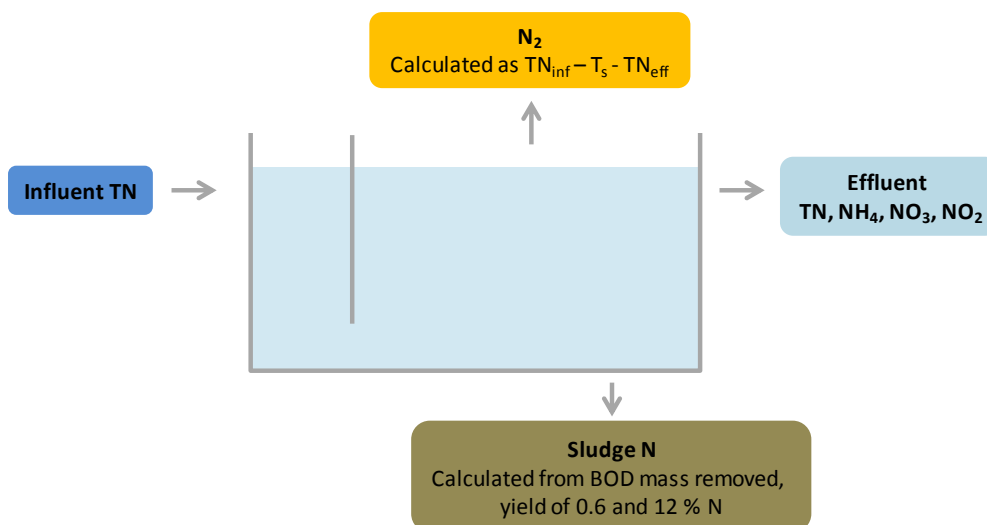 N₂
Calculated as TNinf – Ts - TNeff
Influent TN
Effluent
TN, NH₄, NO₃, NO₂
Sludge N
Calculated from BOD mass removed,
yield of 0.6 and 12 % N